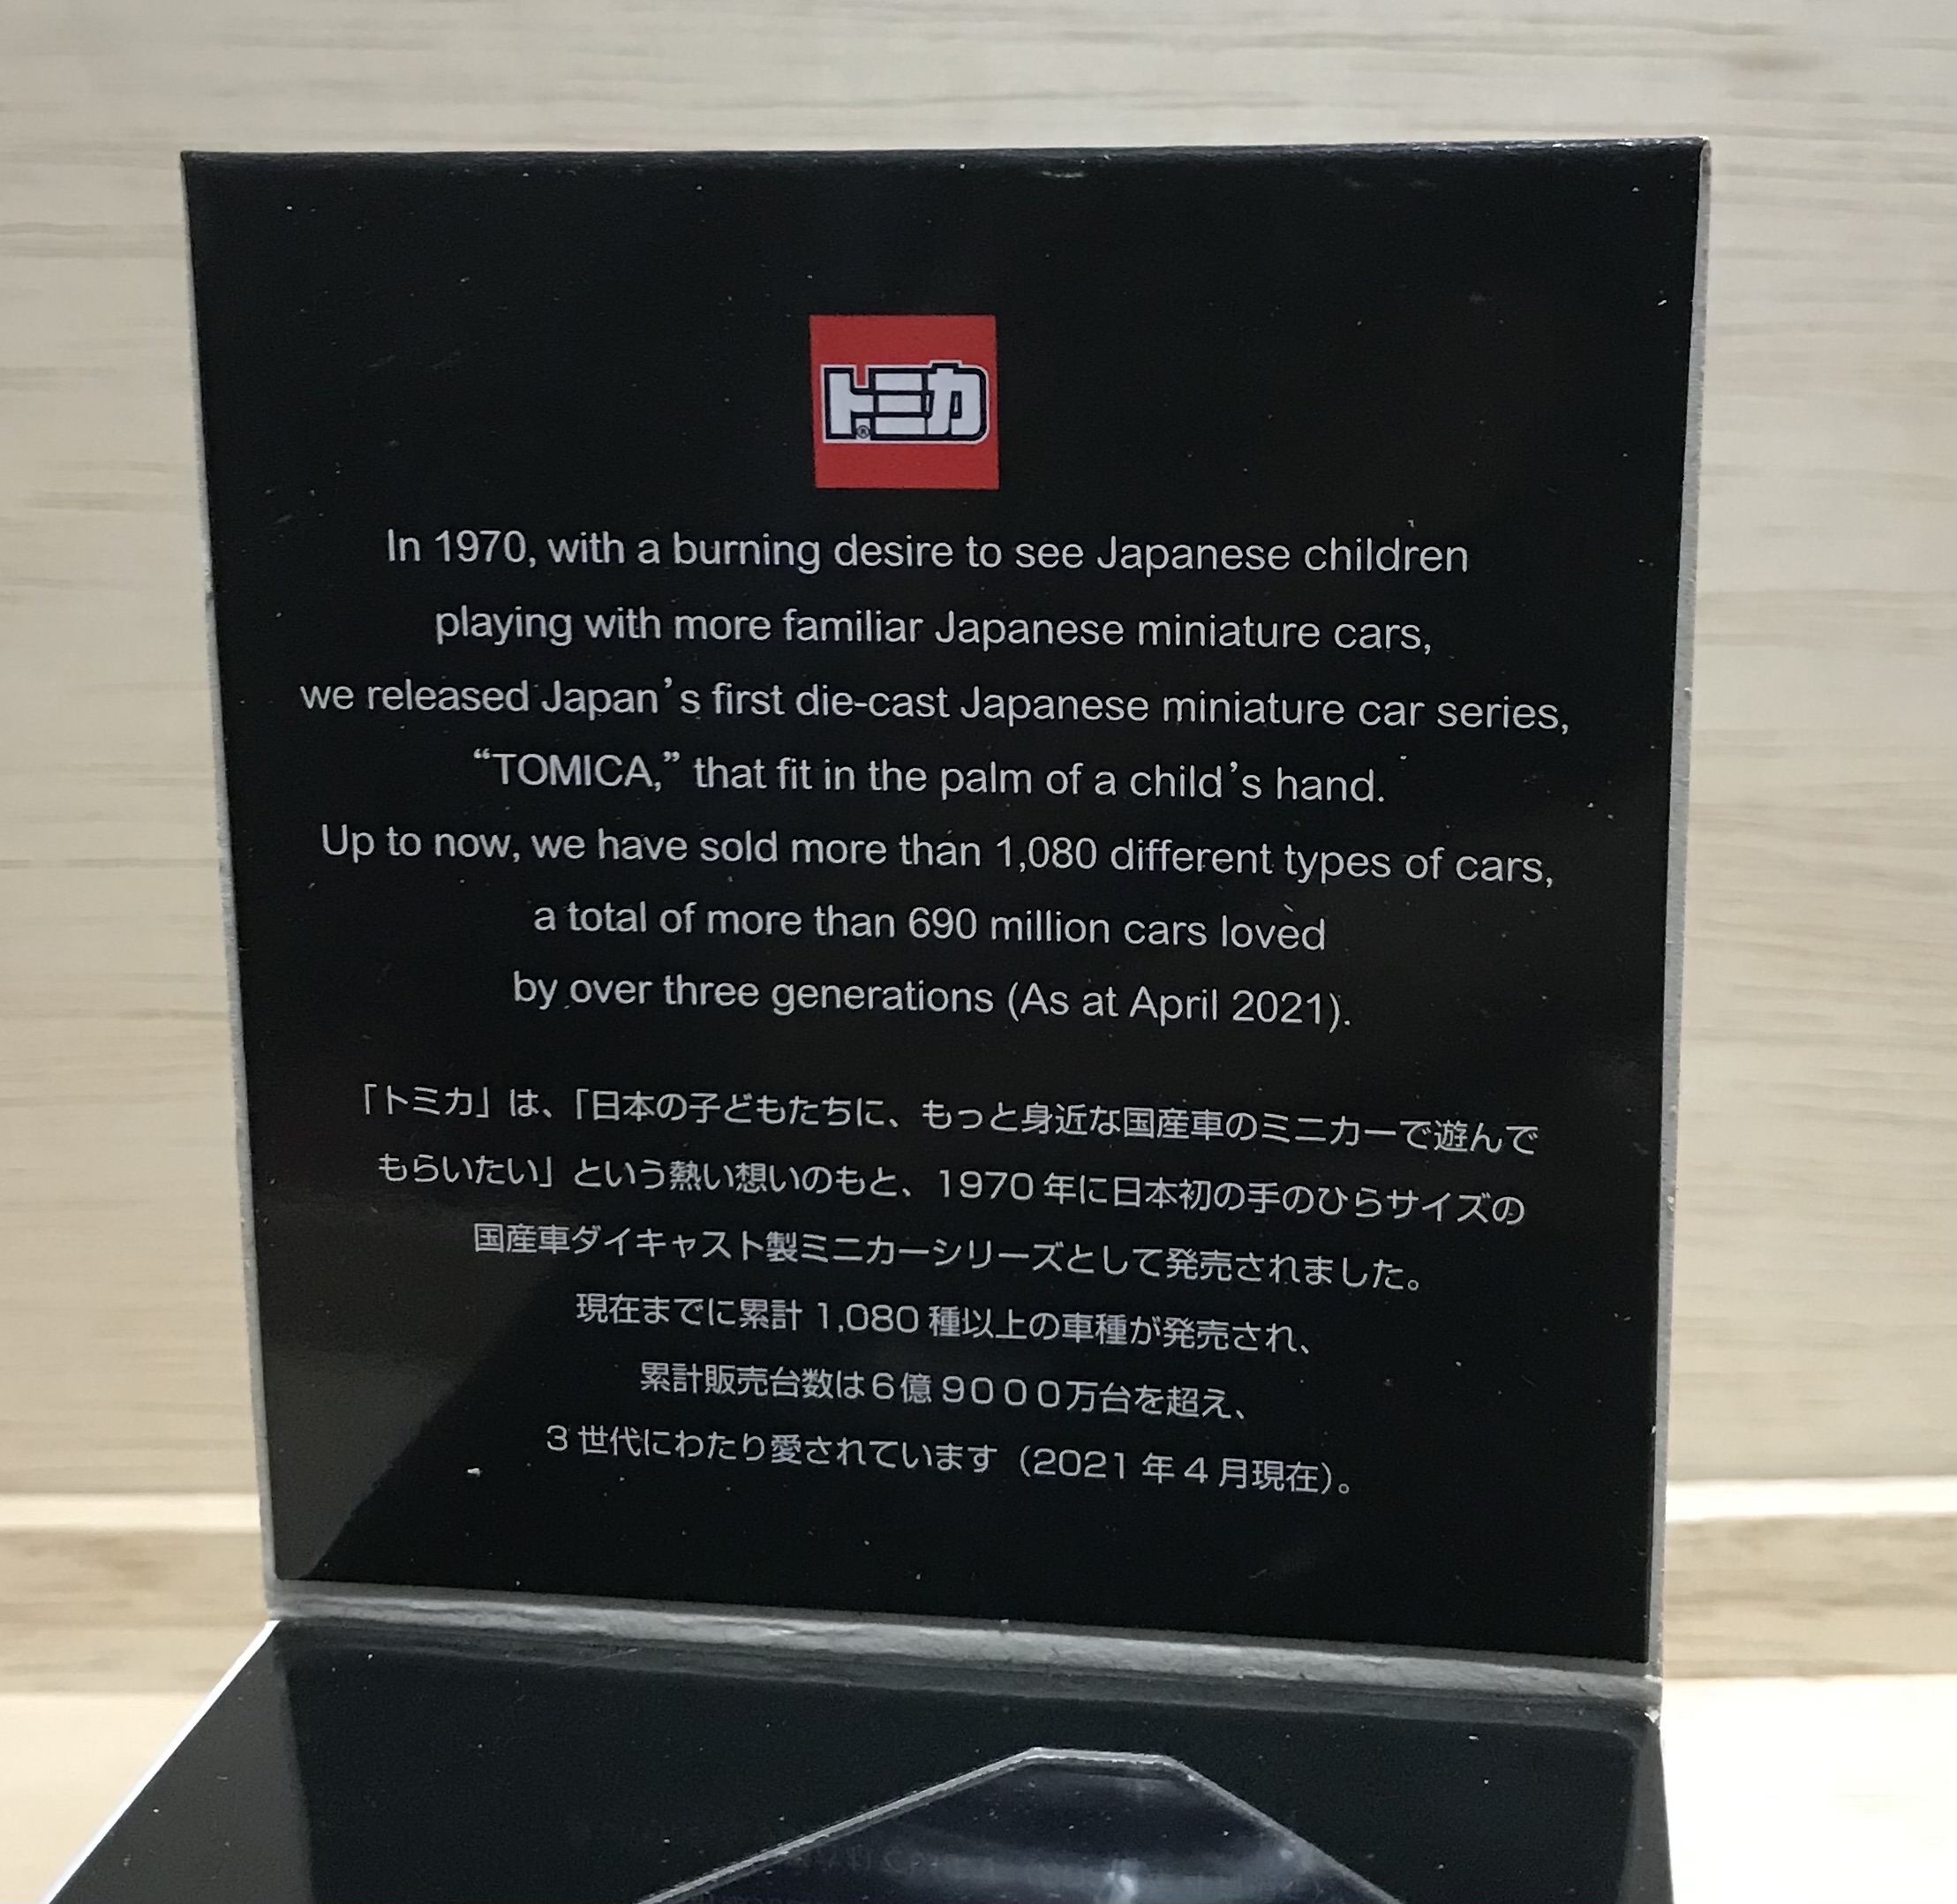 トミカ®
In 1970, with a burning desire to see Japanese children
playing with more familiar Japanese miniature cars,
we released Japan’s first die-cast Japanese miniature car series,
“TOMICA,” that fit in the palm of a child’s hand.
Up to now, we have sold more than 1,080 different types of cars,
a total of more than 690 million cars loved
by over three generations (As at April 2021).
「トミカ」は、「日本の子どもたちに、もっと身近な国産車のミニカーで遊んで
もらいたい」という熱い想いのもと、1970 年に日本初の手のひらサイズの
国産車ダイキャスト製ミニカーシリーズとして発売されました。
現在までに累計 1,080 種以上の車種が発売され、
累計販売台数は６億９０００万台を超え、
3 世代にわたり愛されています（2021 年 4 月現在）。